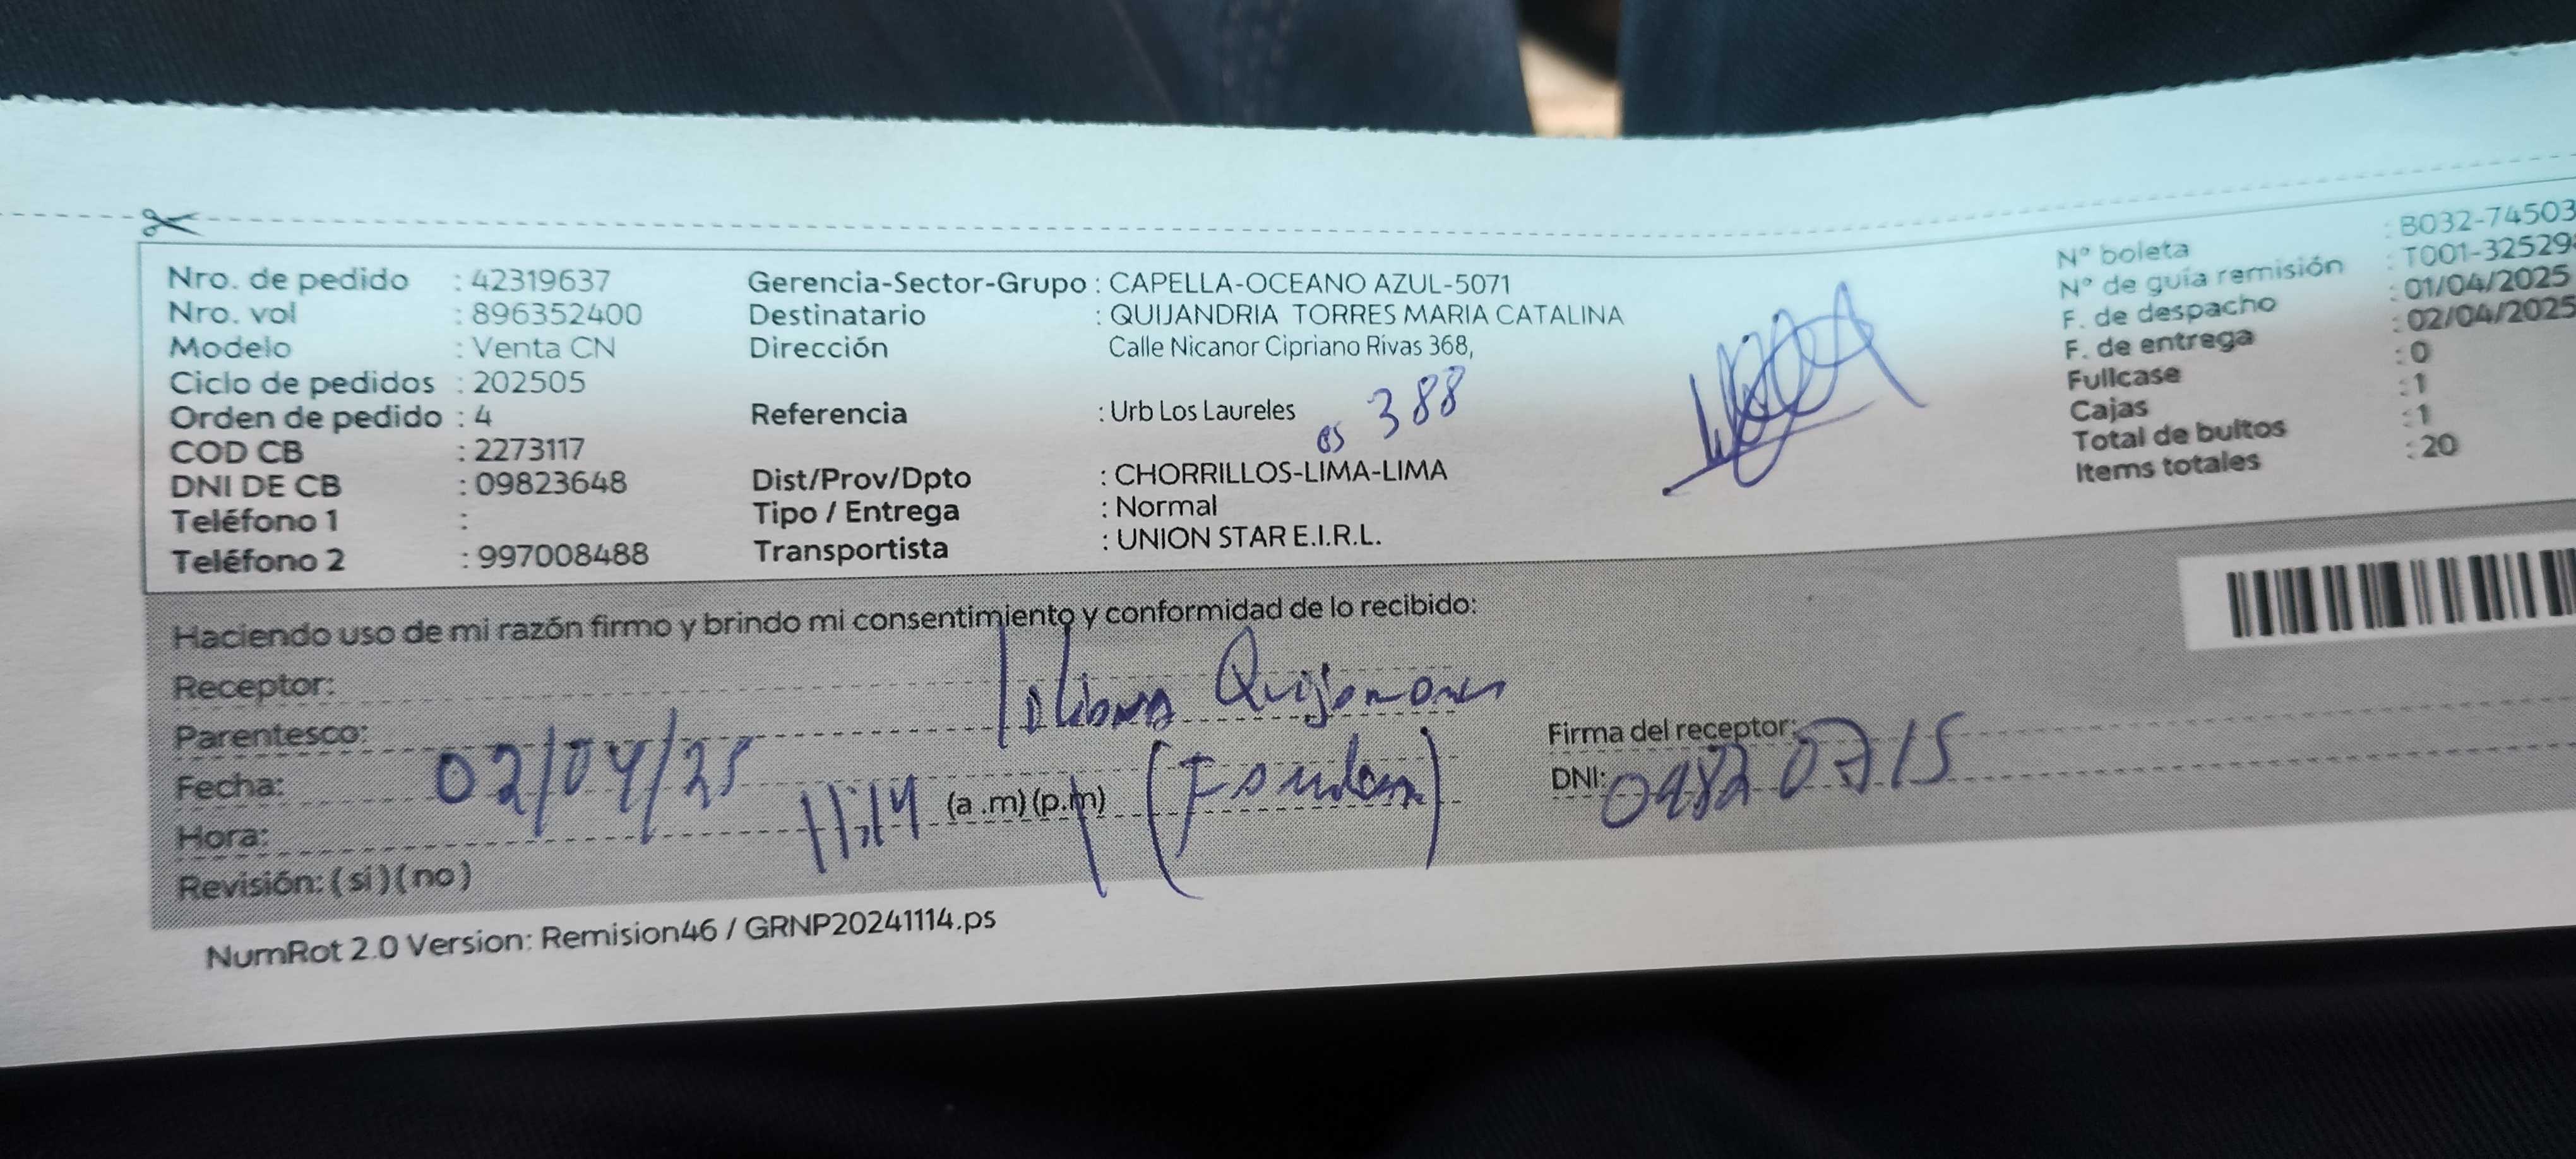 Nro. de pedido : 42319637
Nro. vol : 896352400
Modelo : Venta CN
Ciclo de pedidos : 202505
Orden de pedido : 4
COD CB : 2273117
DNI DE CB : 09823648
Teléfono 1 :
Teléfono 2 : 997008488
Gerencia-Sector-Grupo : CAPELLA-OCEANO AZUL-5071
Destinatario : QUIJANDRIA TORRES MARIA CATALINA
Dirección Calle Nicanor Cipriano Rivas 368,
Referencia : Urb Los Laureles
es 388
Dist/Prov/Dpto : CHORRILLOS-LIMA-LIMA
Tipo / Entrega : Normal
Transportista : UNION STAR E.I.R.L.
Nº boleta : B032-74503
Nº de guía remisión : T001-32529
F. de despacho : 01/04/2025
F. de entrega : 02/04/2025
Fullcase : 0
Cajas : 1
Total de bultos : 1
Items totales : 20
Haciendo uso de mi razón firmo y brindo mi consentimiento y conformidad de lo recibido:
Receptor:
Parentesco:
Fecha: 02/04/25
Hora: 11:14 (a .m) (p.m)
Revisión: ( si ) ( no )
Firma del receptor:
DNI: 09820715
NumRot 2.0 Version: Remision46 / GRNP20241114.ps